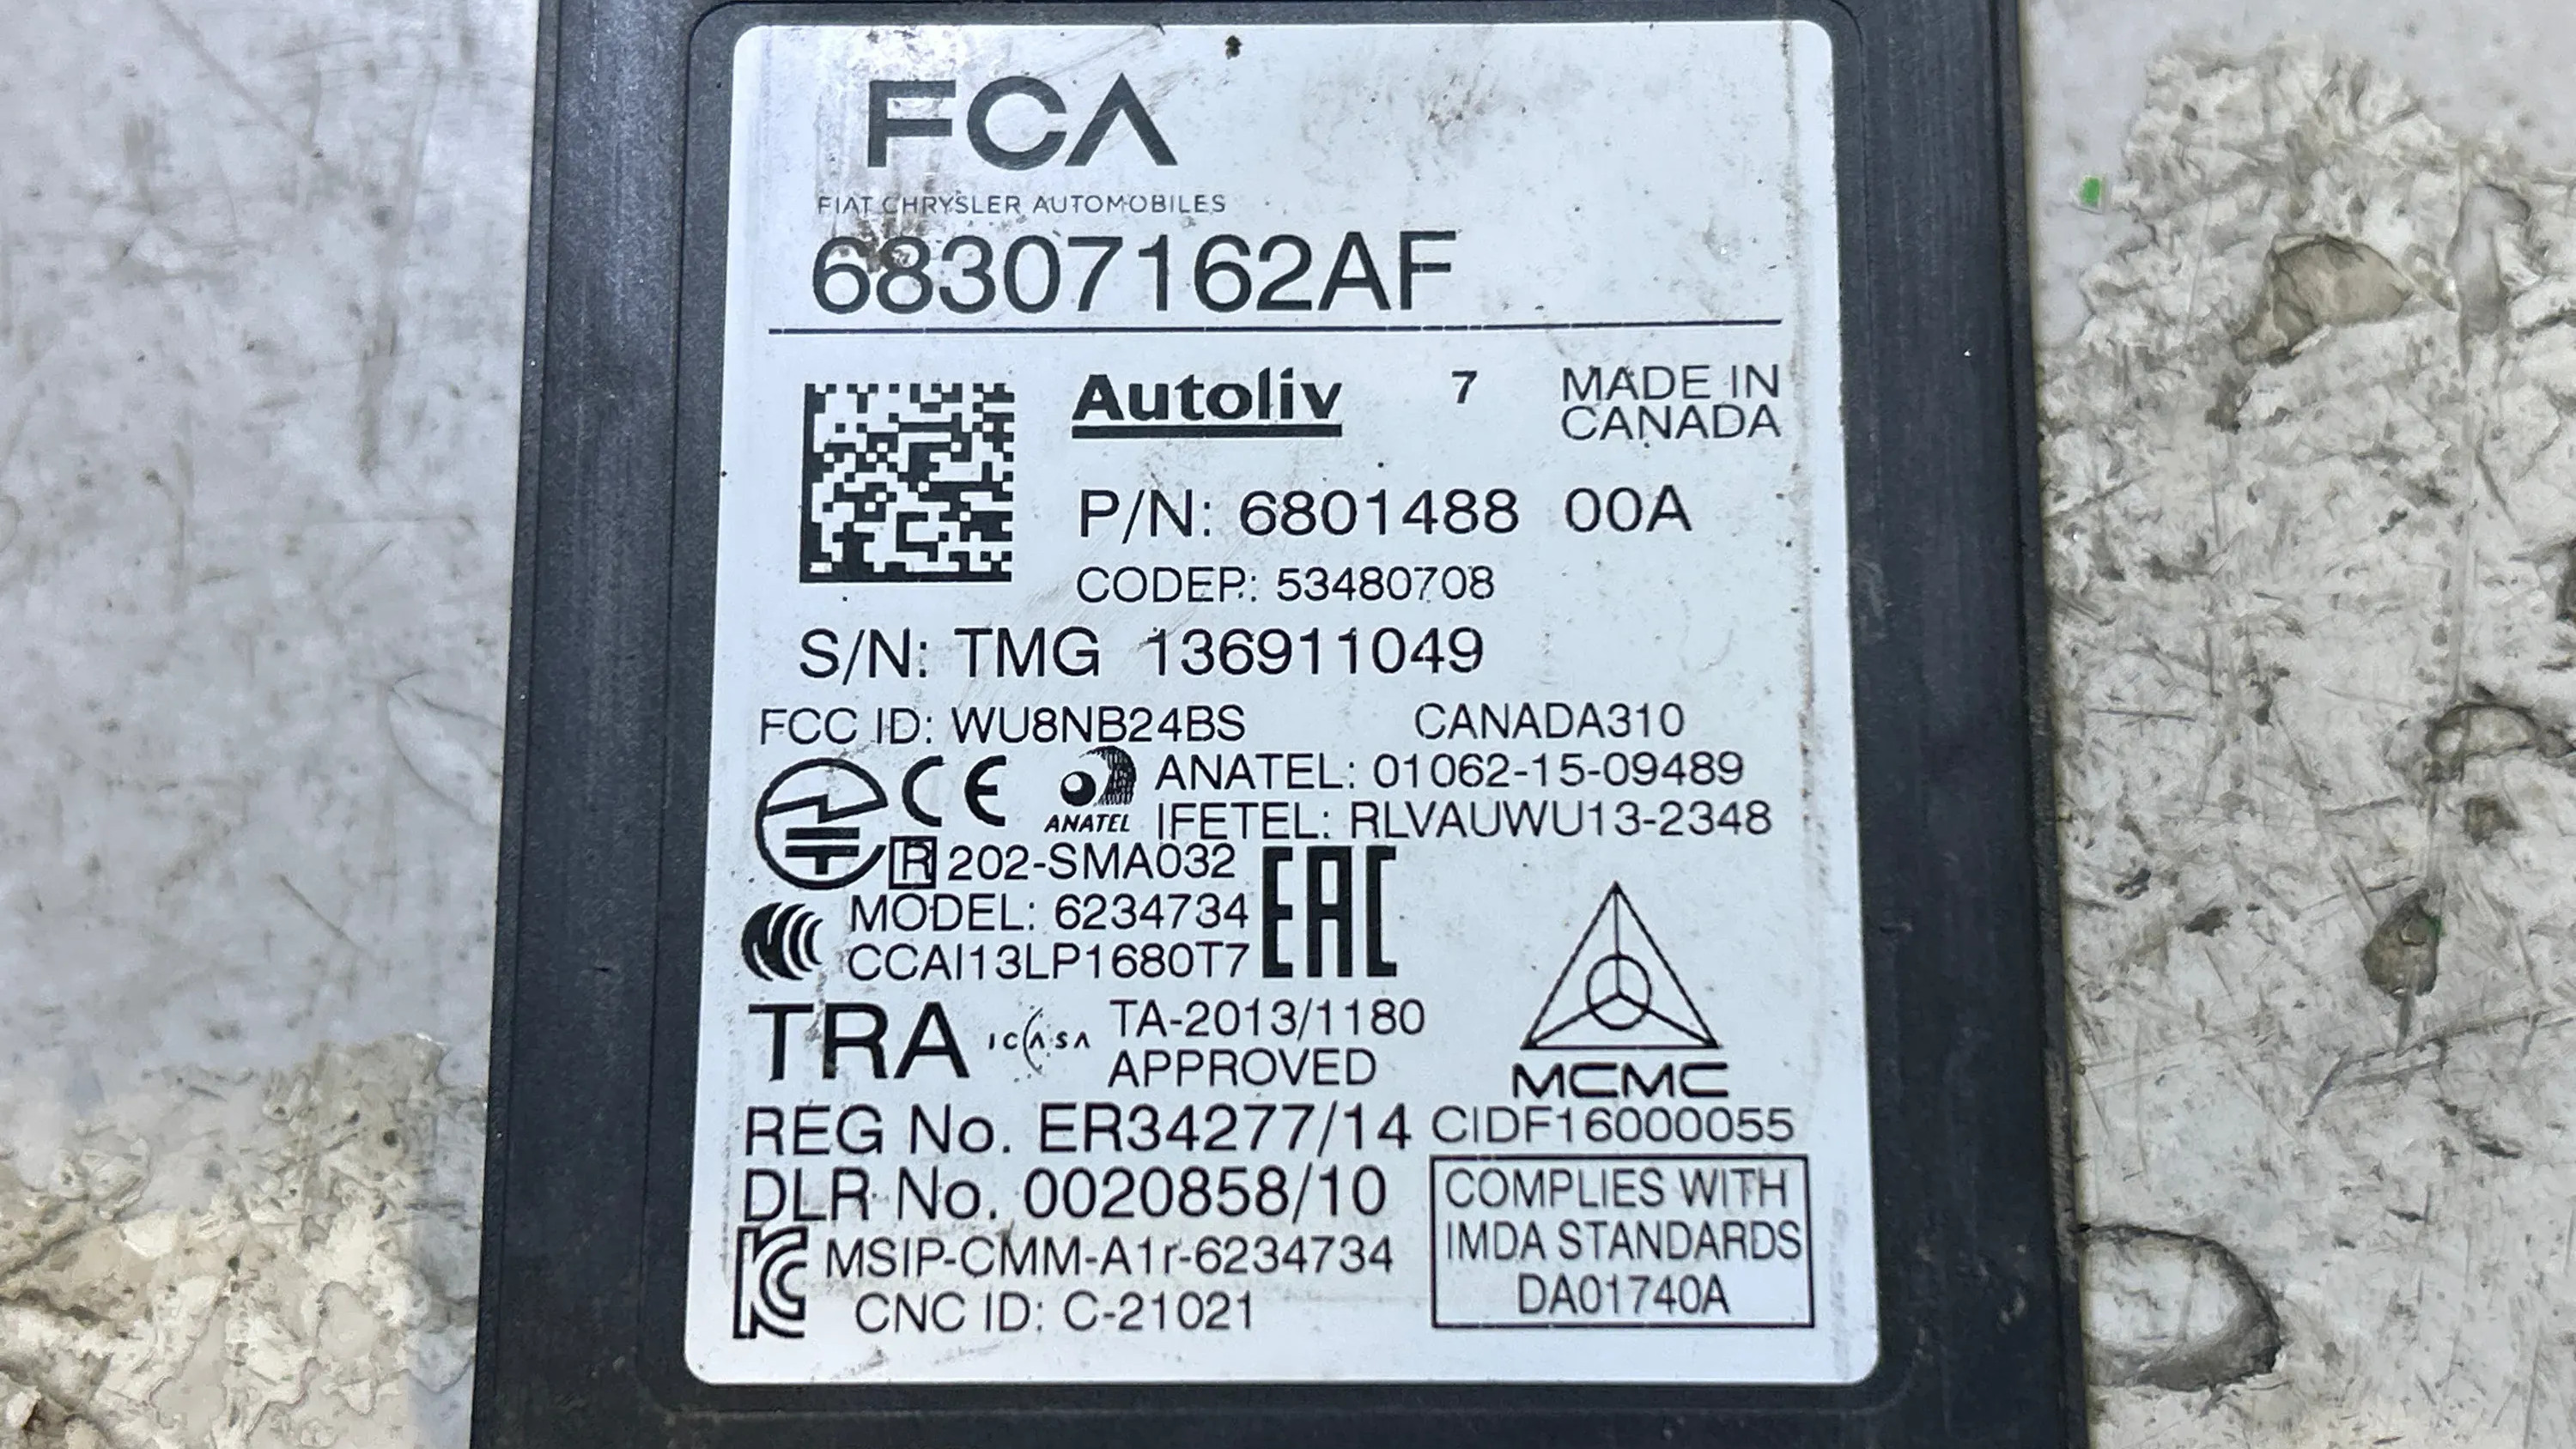 FCA
FIAT CHRYSLER AUTOMOBILES
68307162AF
Autoliv 7 MADE IN CANADA
P/N: 6801488 00A
CODEP: 53480708
S/N: TMG 136911049
FCC ID: WU8NB24BS CANADA310
CE ANATEL ANATEL: 01062-15-09489
IFETEL: RLVAUWU13-2348
R 202-SMA032
MODEL: 6234734
CCAI13LP1680T7
EAC
TRA ICASA TA-2013/1180
APPROVED
MCMC
REG No. ER34277/14 CIDF16000055
DLR No. 0020858/10
COMPLIES WITH
IMDA STANDARDS
DA01740A
MSIP-CMM-A1r-6234734
CNC ID: C-21021